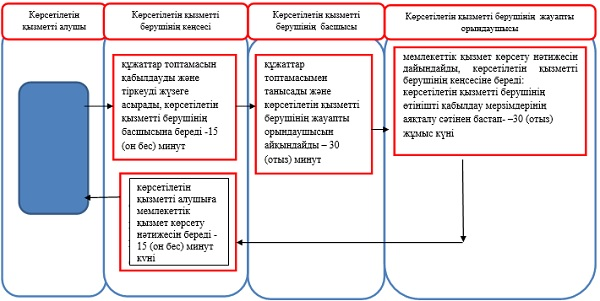 Көрсетілетін
қызметті алушы
Көрсетілетін қызметті
берушінің кеңсесі
Көрсетілетін қызметті
берушінің басшысы
Көрсетілетін қызметті берушінің жауапты
орындаушысы
құжаттар топтамасын
қабылдауды және
тіркеуді жүзеге
асырады, көрсетілетін
қызметті берушінің
басшысына береді -15
(он бес) минут
құжаттар
топтамасымен
танысады және
көрсетілетін қызметті
берушінің жауапты
орындаушысын
айқындайды – 30
(отыз) минут
мемлекеттік қызмет көрсету нәтижесін
дайындайды, көрсетілетін қызметті
берушінің кеңсесіне береді:
көрсетілетін қызметті берушінің
өтінішті қабылдау мерзімдерінің
аяқталу сәтінен бастап- –30 (отыз)
жұмыс күні
көрсетілетін
қызметті алушыға
мемлекеттік
қызмет көрсету
нәтижесін береді -
15 (он бес) минут
күні